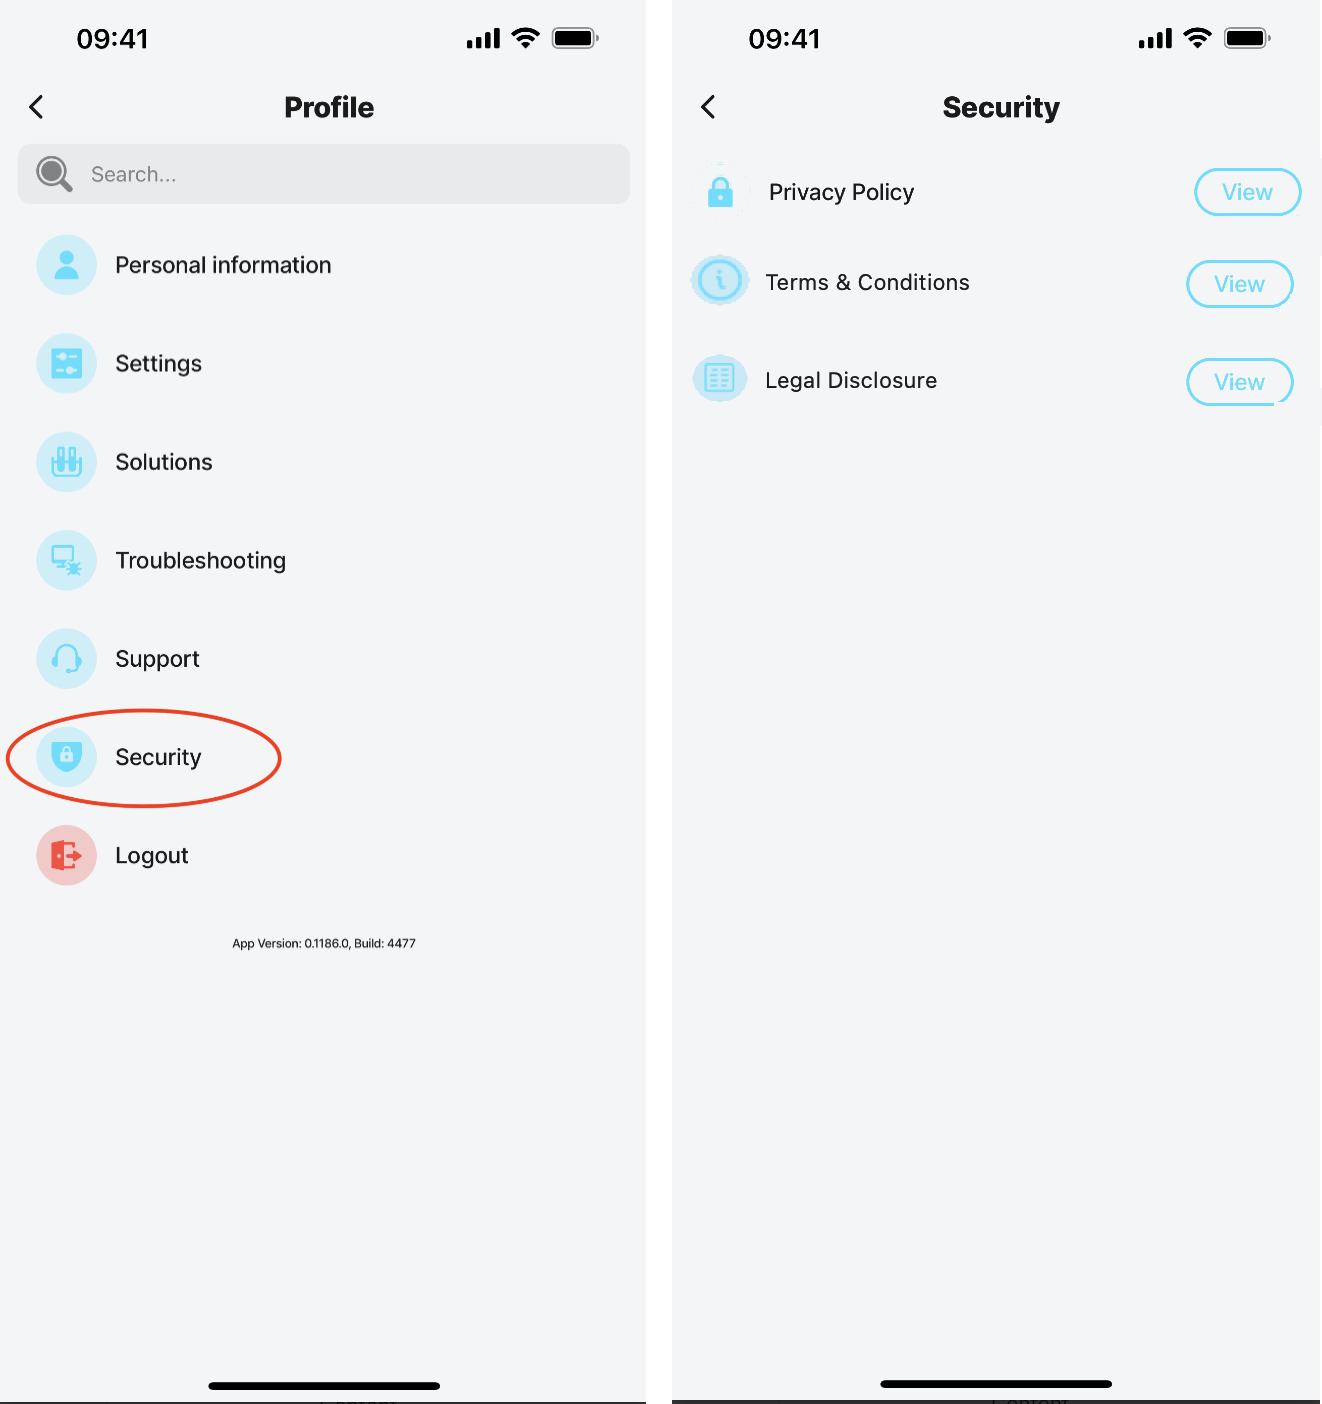 09:41
Profile
Search...
Personal information
Settings
Solutions
Troubleshooting
Support
Security
Logout
App Version: 0.1186.0, Build: 4477
09:41
Security
Privacy Policy
View
Terms & Conditions
View
Legal Disclosure
View